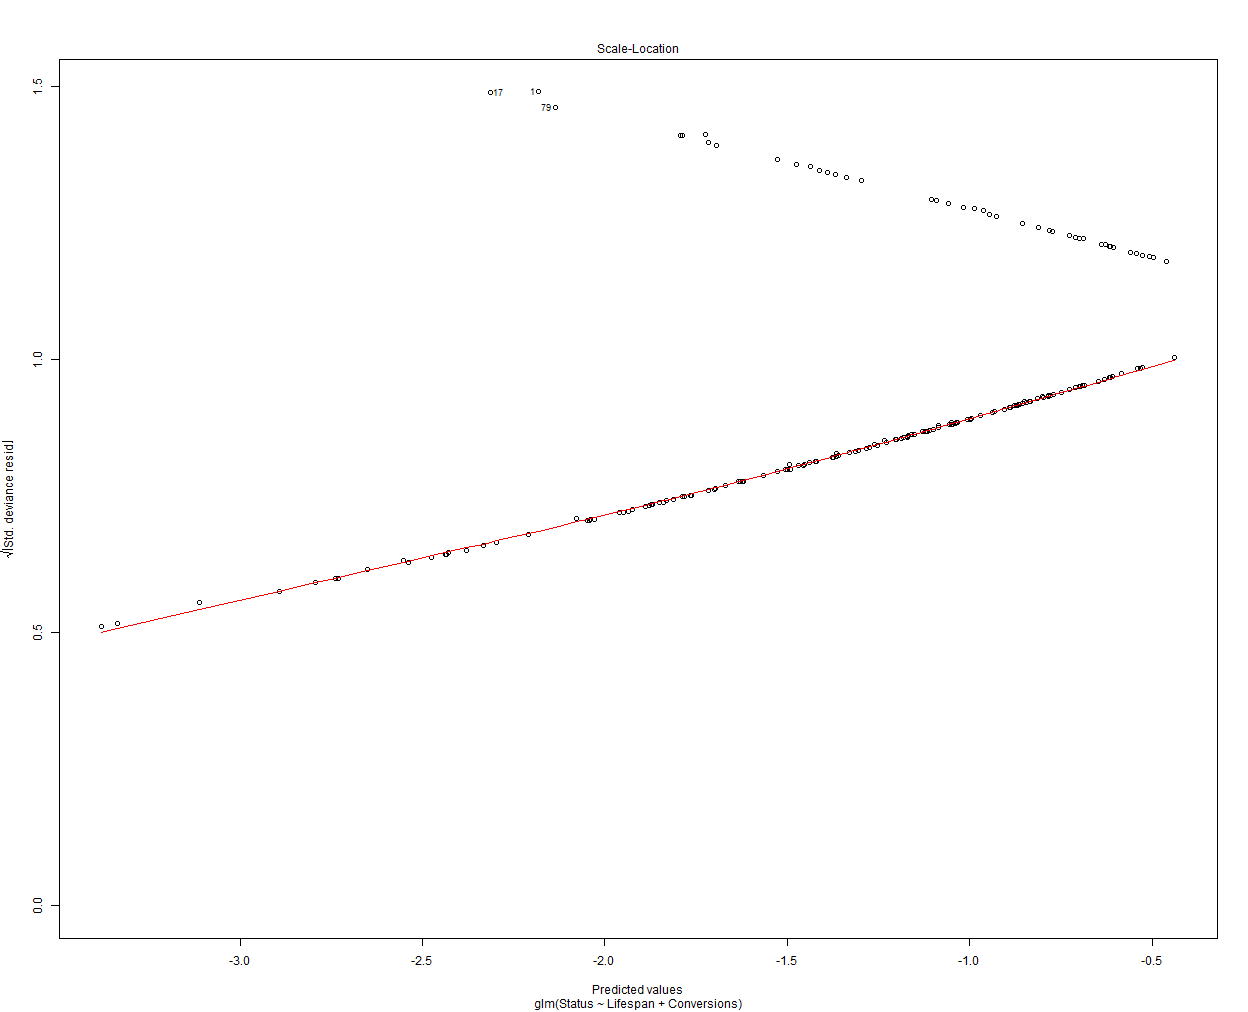 Scale-Location
1.5
1.0
0.5
0.0
√|Std. deviance resid.|
17
1
79
-3.0 -2.5 -2.0 -1.5 -1.0 -0.5
Predicted values
glm(Status ~ Lifespan + Conversions)